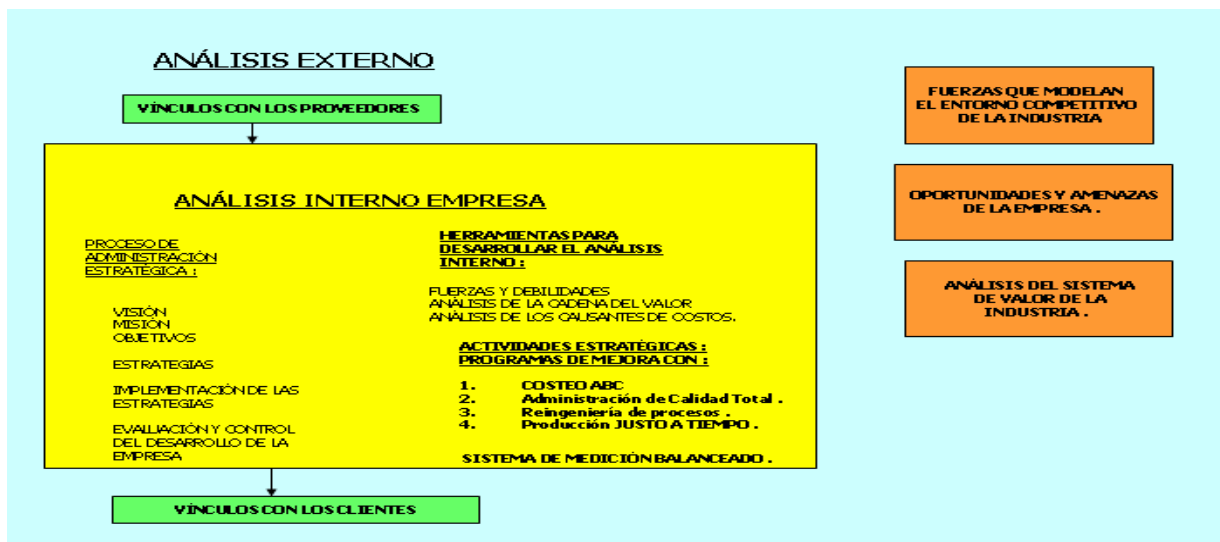 ANÁLISIS EXTERNO
VÍNCULOS CON LOS PROVEEDORES
ANÁLISIS INTERNO EMPRESA
PROCESO DE
ADMINISTRACIÓN
ESTRATÉGICA :
VISIÓN
MISIÓN
OBJETIVOS
ESTRATEGIAS
IMPLEMENTACIÓN DE LAS
ESTRATEGIAS
EVALUACIÓN Y CONTROL
DEL DESARROLLO DE LA
EMPRESA
HERRAMIENTAS PARA
DESARROLLAR EL ANÁLISIS
INTERNO :
FUERZAS Y DEBILIDADES
ANÁLISIS DE LA CADENA DEL VALOR
ANÁLISIS DE LOS CAUSANTES DE COSTOS.
ACTIVIDADES ESTRATÉGICAS :
PROGRAMAS DE MEJORA CON :
1. COSTEO ABC
2. Administración de Calidad Total .
3. Reingeniería de procesos .
4. Producción JUSTO A TIEMPO .
SISTEMA DE MEDICIÓN BALANCEADO .
VÍNCULOS CON LOS CLIENTES
FUERZAS QUE MODELAN
EL ENTORNO COMPETITIVO
DE LA INDUSTRIA
OPORTUNIDADES Y AMENAZAS
DE LA EMPRESA .
ANÁLISIS DEL SISTEMA
DE VALOR DE LA
INDUSTRIA .